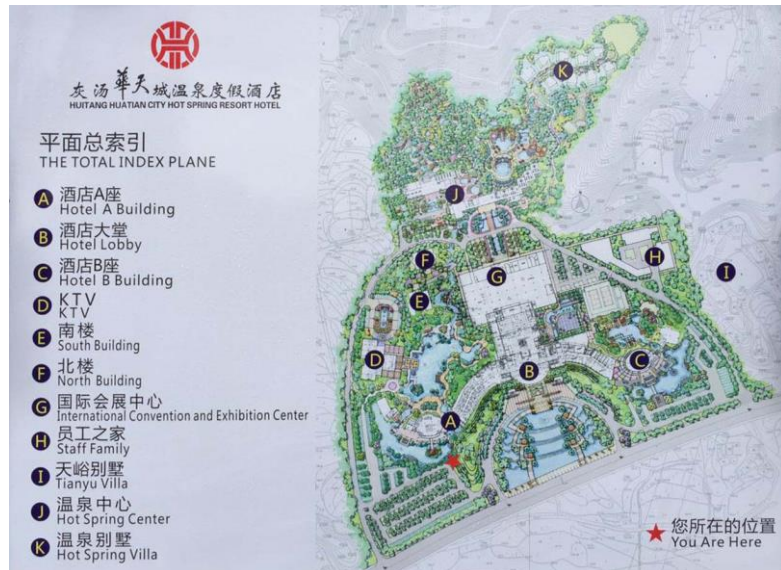 灰汤華天城温泉度假酒店
HUITANG HUATIAN CITY HOT SPRING RESORT HOTEL
平面总索引
THE TOTAL INDEX PLANE
A 酒店A座
Hotel A Building
B 酒店大堂
Hotel Lobby
C 酒店B座
Hotel B Building
D KTV
KTV
E 南楼
South Building
F 北楼
North Building
G 国际会展中心
International Convention and Exhibition Center
H 员工之家
Staff Family
I 天峪别墅
Tianyu Villa
J 温泉中心
Hot Spring Center
K 温泉别墅
Hot Spring Villa
K
J
F
H
G
I
E
D
C
B
A
您所在的位置
You Are Here